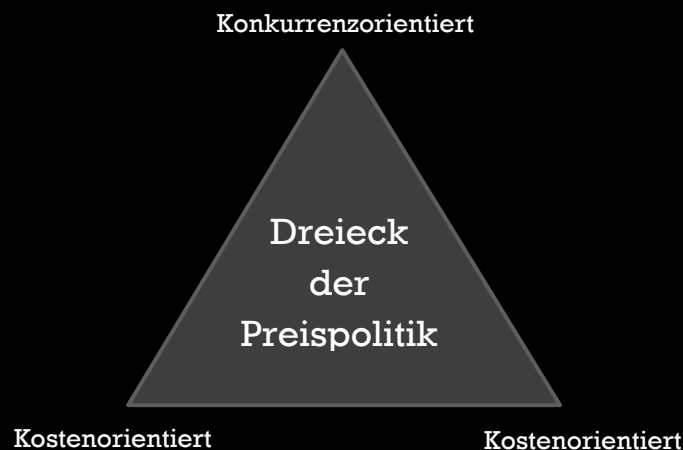 Konkurrenzorientiert
Dreieck
der
Preispolitik
Kostenorientiert
Kostenorientiert